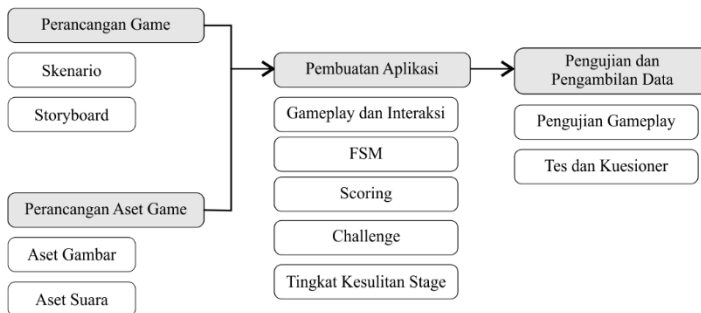 Perancangan Game
Skenario
Storyboard
Perancangan Aset Game
Aset Gambar
Aset Suara
Pembuatan Aplikasi
Gameplay dan Interaksi
FSM
Scoring
Challenge
Tingkat Kesulitan Stage
Pengujian dan
Pengambilan Data
Pengujian Gameplay
Tes dan Kuesioner